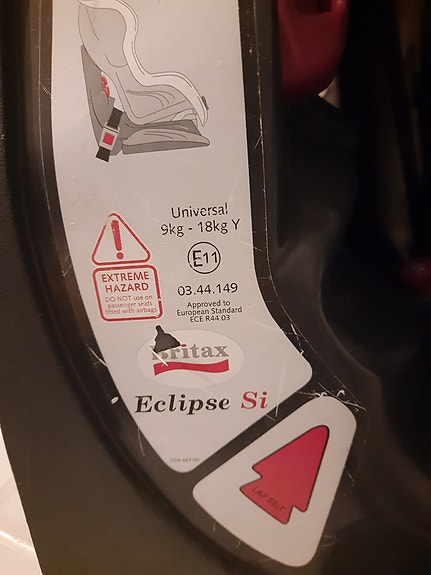 Universal
9kg - 18kg Y
E11
EXTREME
HAZARD
DO NOT use on
passenger seats
fitted with airbags
03.44.149
Approved to
European Standard
ECE R44.03
Britax
Eclipse Si
LAP BELT